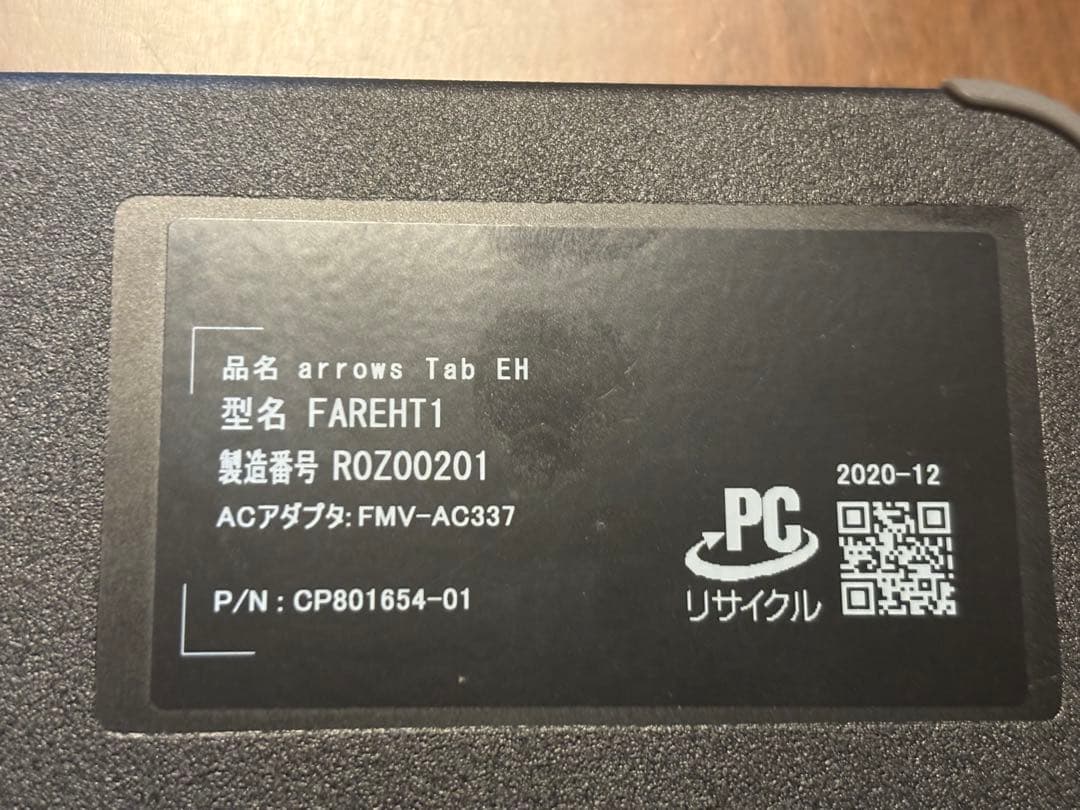 品名 arrows Tab EH
型名 FAREHT1
製造番号 R0Z00201
ACアダプタ:FMV-AC337
P/N : CP801654-01
2020-12
PC
リサイクル